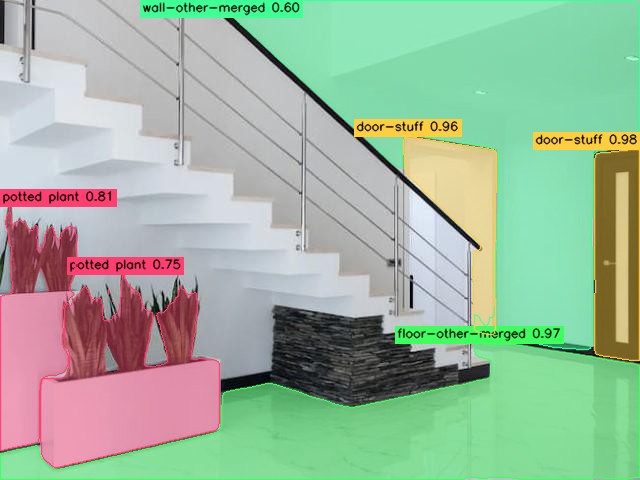 wall-other-merged 0.60
door-stuff 0.96
door-stuff 0.98
potted plant 0.81
potted plant 0.75
floor-other-merged 0.97